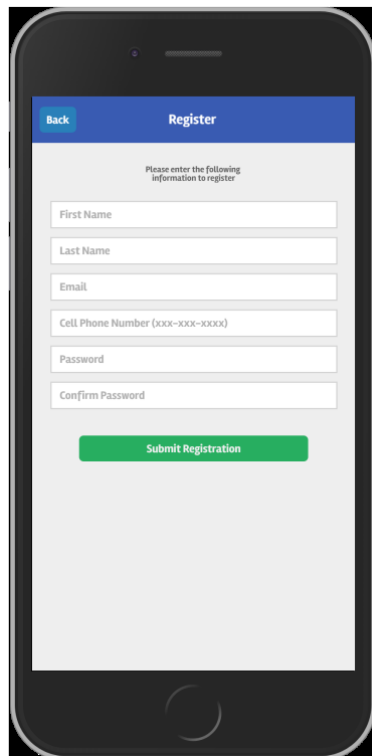 Back
Register
Please enter the following
information to register
First Name
Last Name
Email
Cell Phone Number (xxx-xxx-xxxx)
Password
Confirm Password
Submit Registration